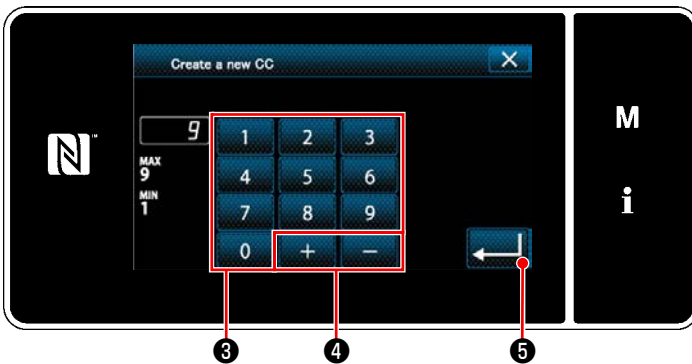 Create a new CC
9
1 2 3
MAX
9
4 5 6
MIN
1
7 8 9
0 + −
M
i
N™
❸ ❹ ❺